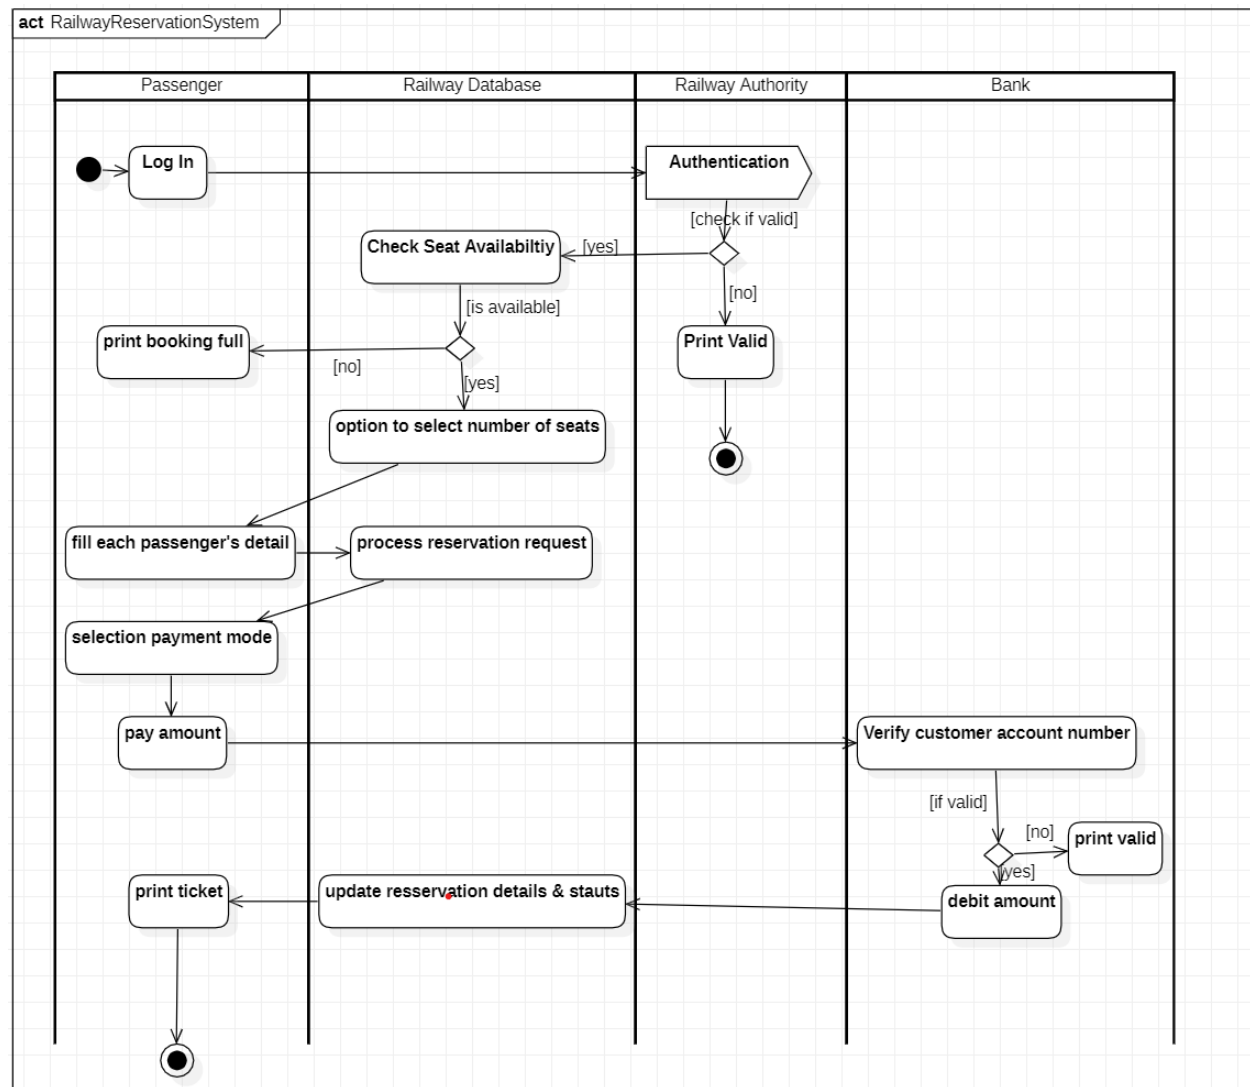 act RailwayReservationSystem
Passenger
Railway Database
Railway Authority
Bank
Log In
Authentication
[check if valid]
Check Seat Availabiltiy
[yes]
[no]
[is available]
print booking full
[no]
Print Valid
[yes]
option to select number of seats
fill each passenger's detail
process reservation request
selection payment mode
pay amount
Verify customer account number
[if valid]
[no]
print valid
[yes]
print ticket
update resservation details & stauts
debit amount